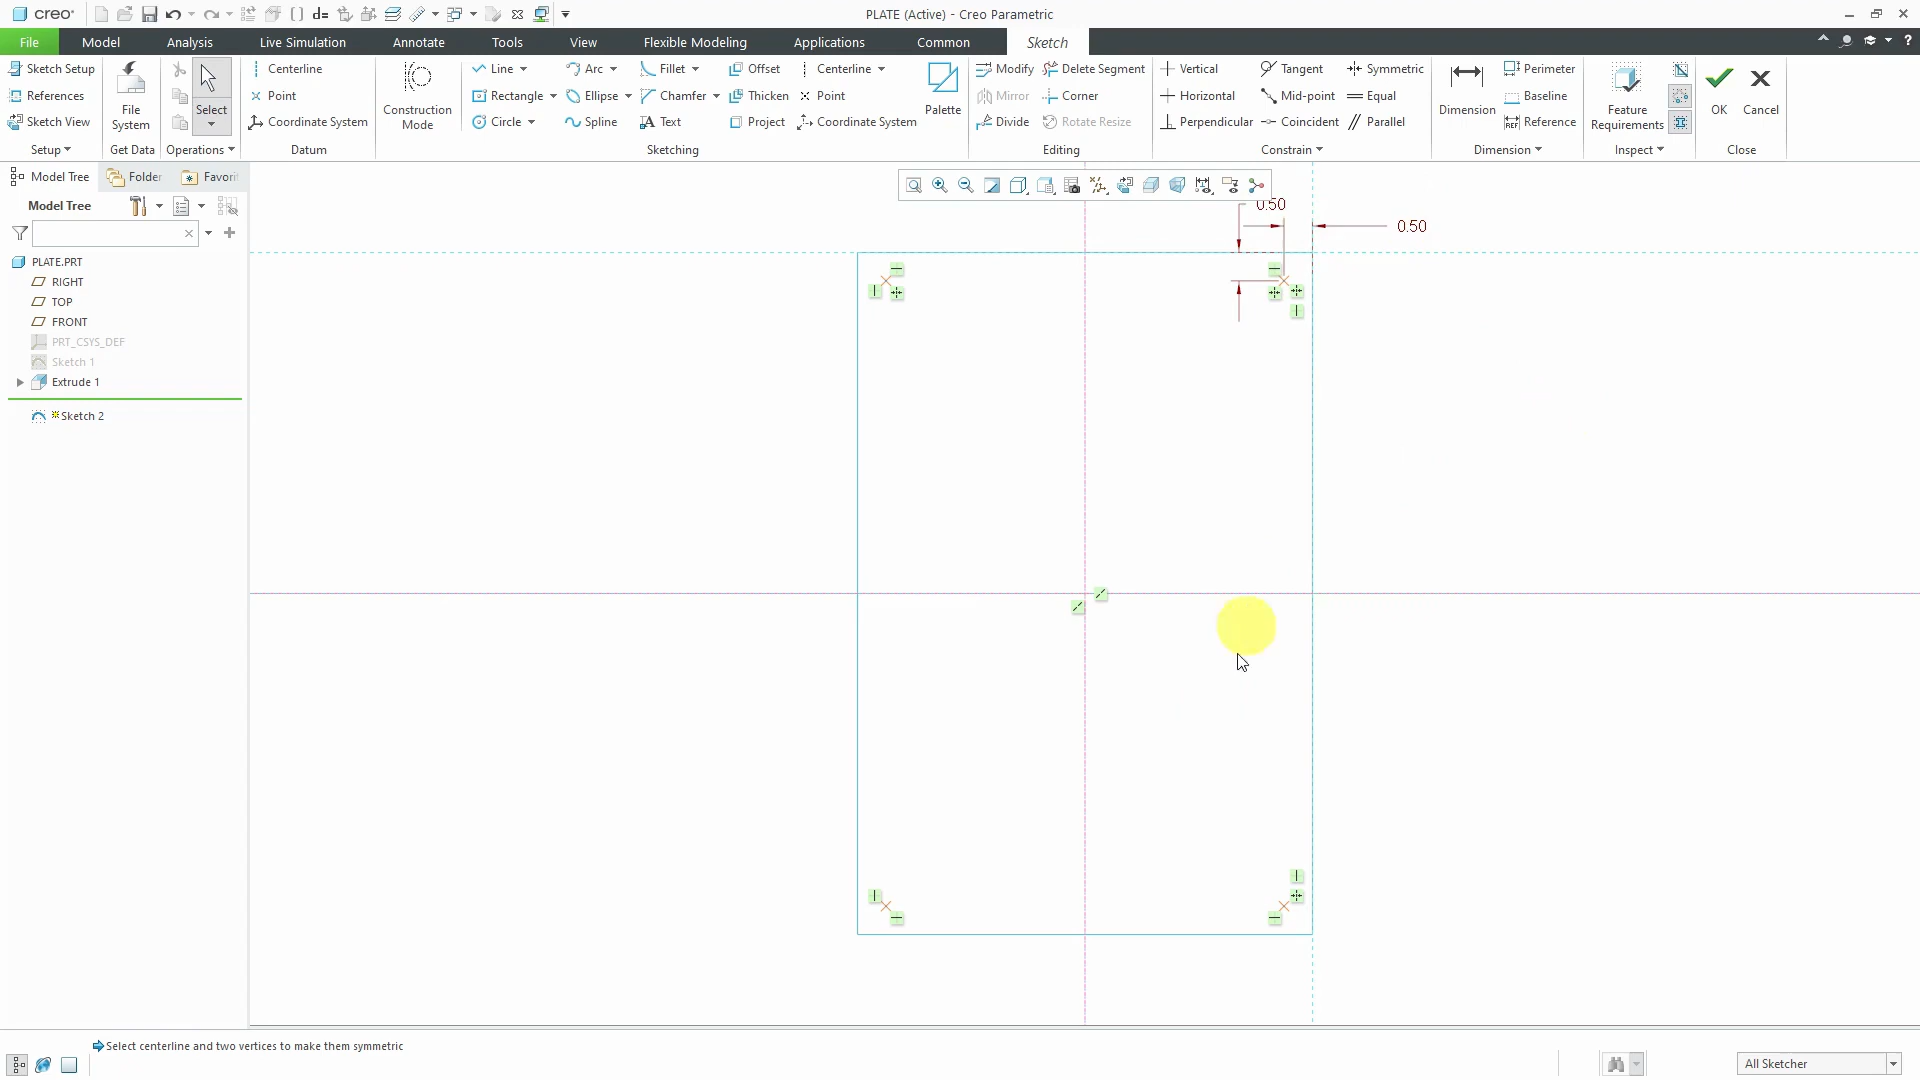 creo
PLATE (Active) - Creo Parametric
File Model Analysis Live Simulation Annotate Tools View Flexible Modeling Applications Common Sketch
Sketch Setup
References
Sketch View
Setup
File
System
Get Data
Select
Operations
Centerline
Point
Coordinate System
Datum
Construction
Mode
Line
Rectangle
Circle
Arc
Ellipse
Spline
Fillet
Chamfer
Text
Offset
Thicken
Project
Centerline
Point
Coordinate System
Palette
Sketching
Modify
Mirror
Divide
Delete Segment
Corner
Rotate Resize
Editing
Vertical
Horizontal
Perpendicular
Tangent
Mid-point
Coincident
Symmetric
Equal
Parallel
Constrain
Dimension
Perimeter
Baseline
REF Reference
Dimension
Feature
Requirements
Inspect
OK
Cancel
Close
Model Tree Folder Favori
Model Tree
PLATE.PRT
RIGHT
TOP
FRONT
PRT_CSYS_DEF
Sketch 1
Extrude 1
Sketch 2
0.50
0.50
Select centerline and two vertices to make them symmetric
All Sketcher